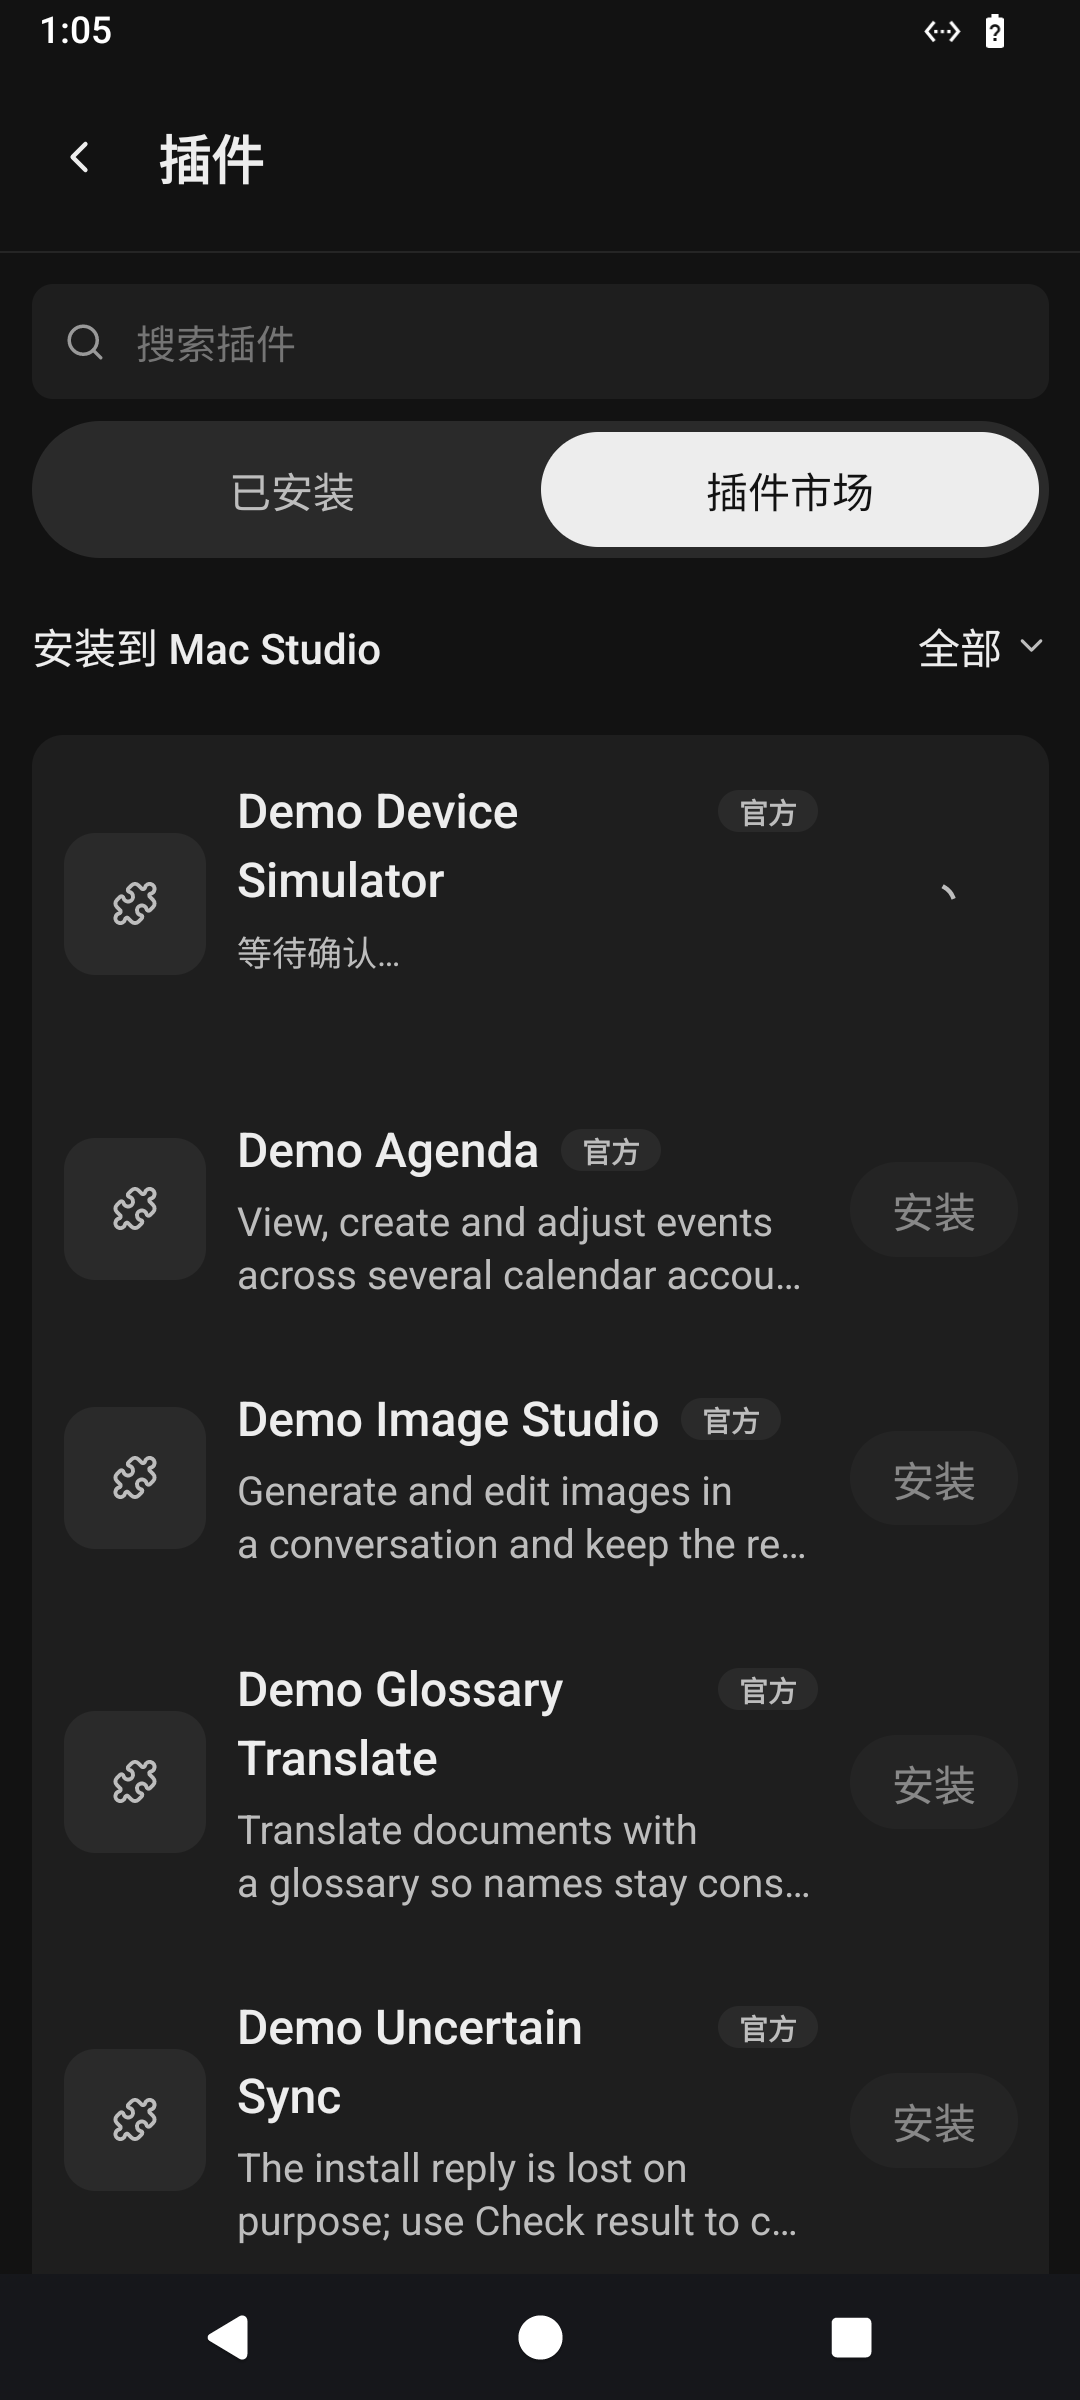 1:05
插件
搜索插件
已安装
插件市场
安装到 Mac Studio
全部
Demo Device
Simulator
官方
等待确认…
Demo Agenda
官方
View, create and adjust events
across several calendar accou…
安装
Demo Image Studio
官方
Generate and edit images in
a conversation and keep the re…
安装
Demo Glossary
Translate
官方
Translate documents with
a glossary so names stay cons…
安装
Demo Uncertain
Sync
官方
The install reply is lost on
purpose; use Check result to c…
安装